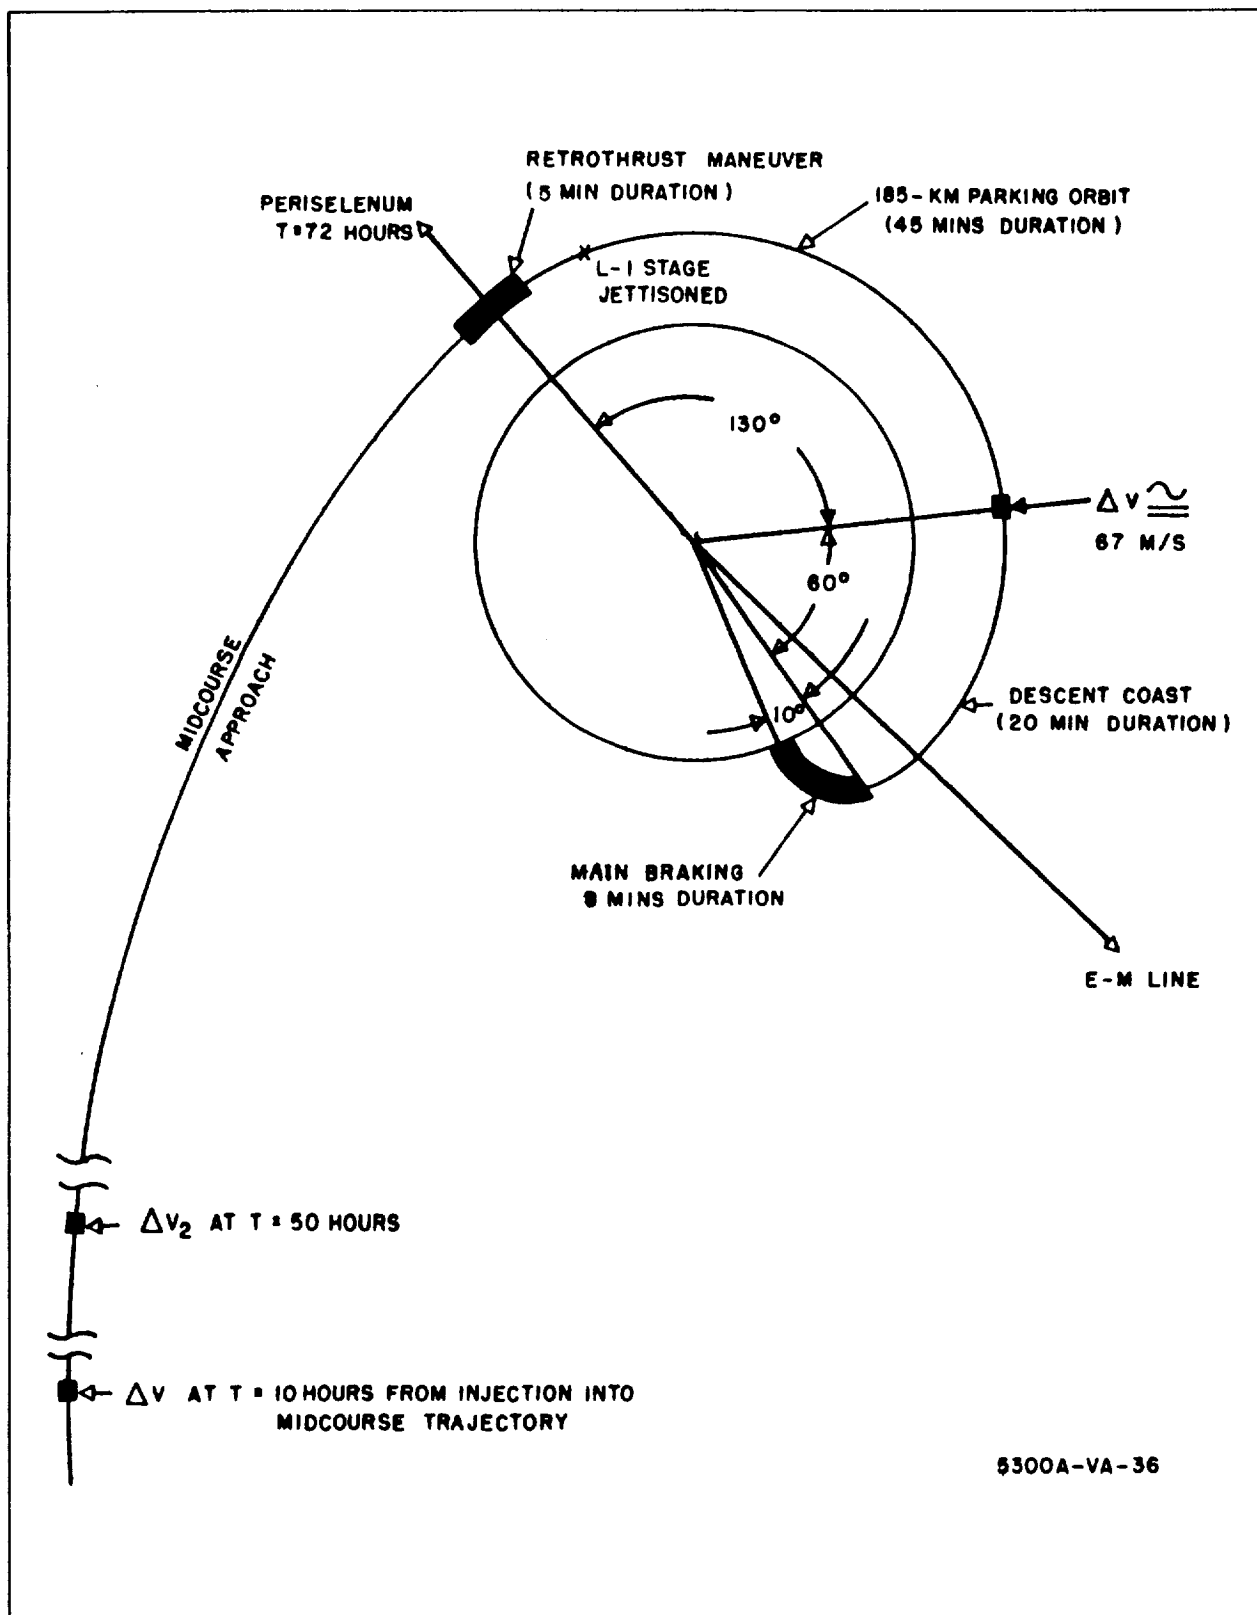 RETROTHRUST MANEUVER
(5 MIN DURATION)
PERISELENUM
T=72 HOURS
185-KM PARKING ORBIT
(45 MINS DURATION)
L-1 STAGE
JETTISONED
130°
ΔV ≅
67 M/S
60°
MIDCOURSE
APPROACH
10°
DESCENT COAST
(20 MIN DURATION)
MAIN BRAKING
MINS DURATION
E-M LINE
ΔV₂ AT T = 50 HOURS
ΔV AT T = 10 HOURS FROM INJECTION INTO
MIDCOURSE TRAJECTORY
5300A-VA-36